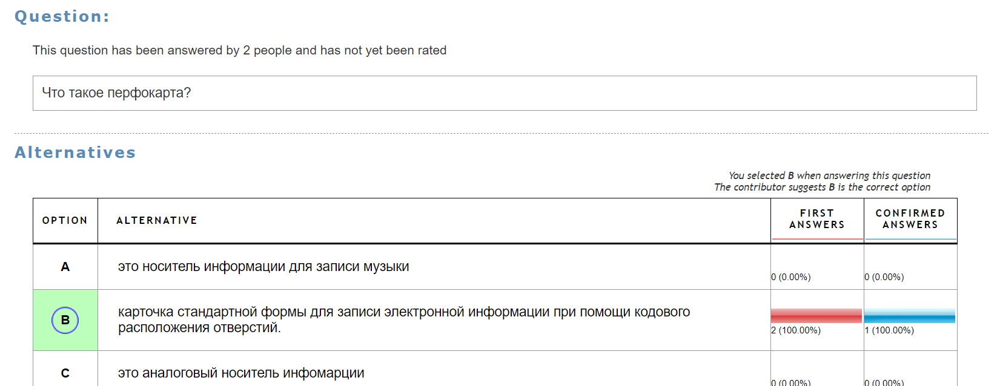 Question:
This question has been answered by 2 people and has not yet been rated
Что такое перфокарта?
Alternatives
You selected B when answering this question
The contributor suggests B is the correct option
OPTION ALTERNATIVE FIRST ANSWERS CONFIRMED ANSWERS
A это носитель информации для записи музыки 0 (0.00%) 0 (0.00%)
B карточка стандартной формы для записи электронной информации при помощи кодового
расположения отверстий. 2 (100.00%) 1 (100.00%)
C это аналоговый носитель инфомарции 0 (0.00%) 0 (0.00%)